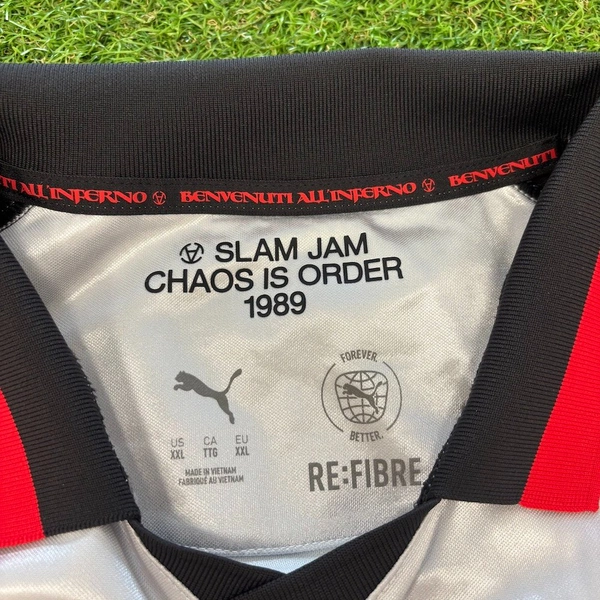 TI ALL'INFERNO BENVENUTI ALL'INFERNO BENVENUTI
SLAM JAM
CHAOS IS ORDER
1989
FOREVER.
BETTER.
US CA EU
XXL TTG XXL
MADE IN VIETNAM
FABRIQUÉ AU VIETNAM
RE:FIBRE